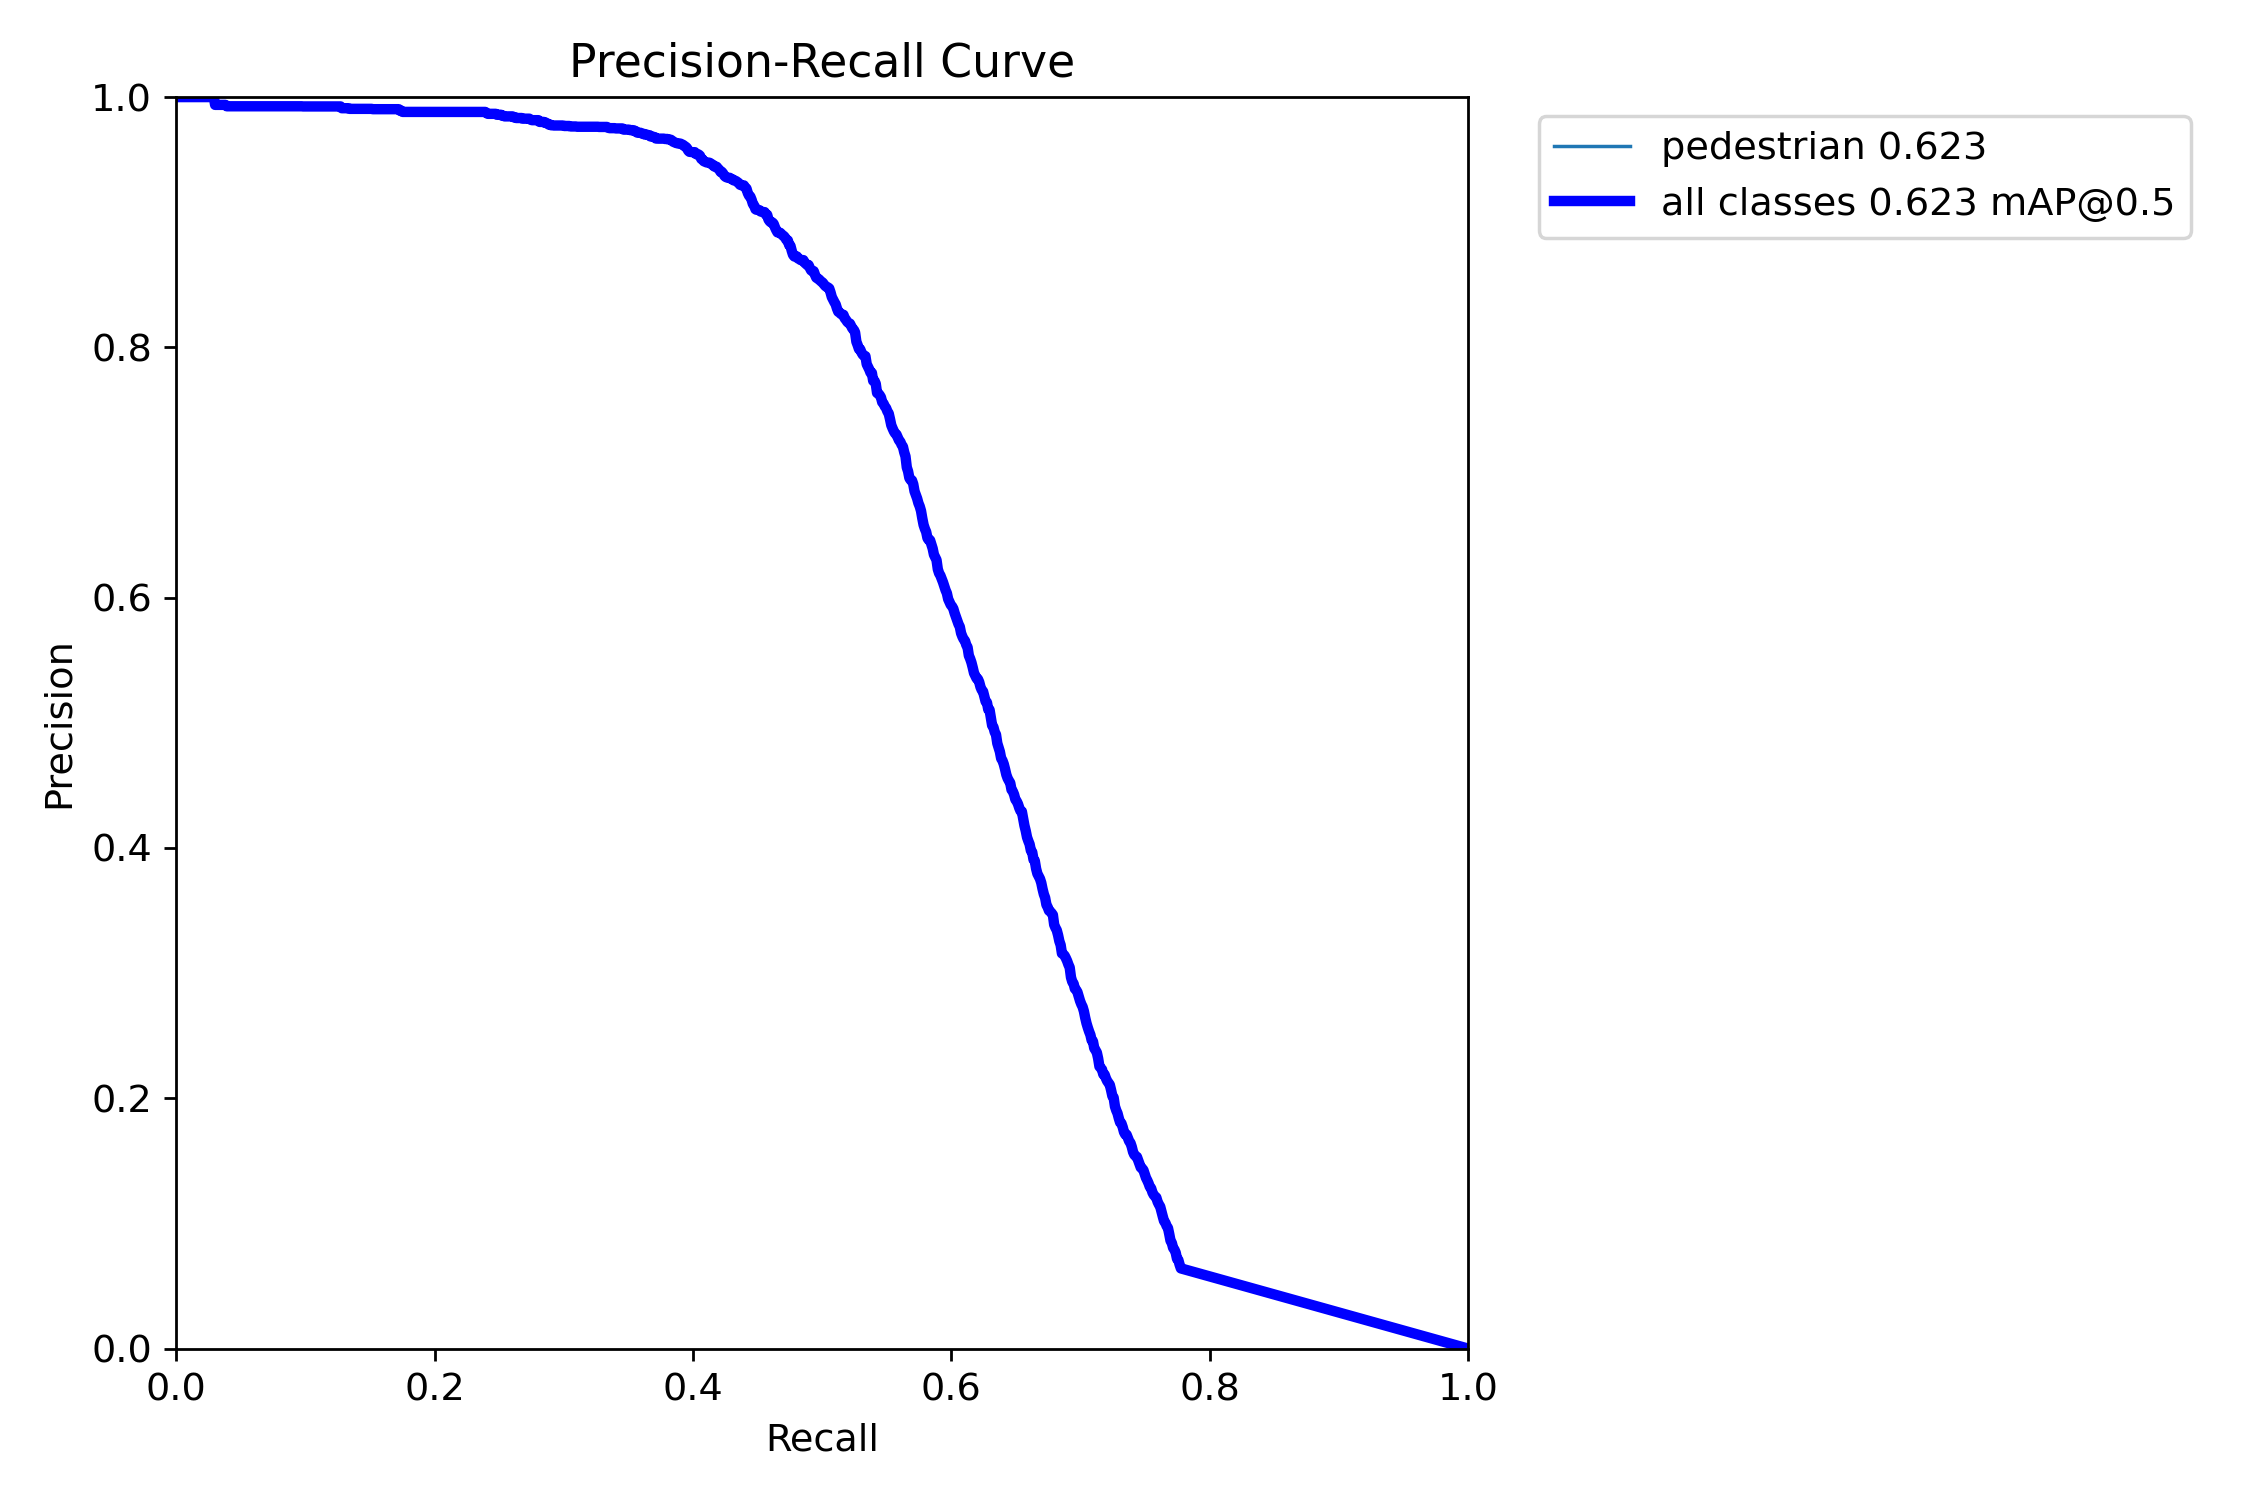 Precision-Recall Curve
1.0
0.8
0.6
0.4
0.2
0.0
Precision
0.0 0.2 0.4 0.6 0.8 1.0
Recall
pedestrian 0.623
all classes 0.623 mAP@0.5